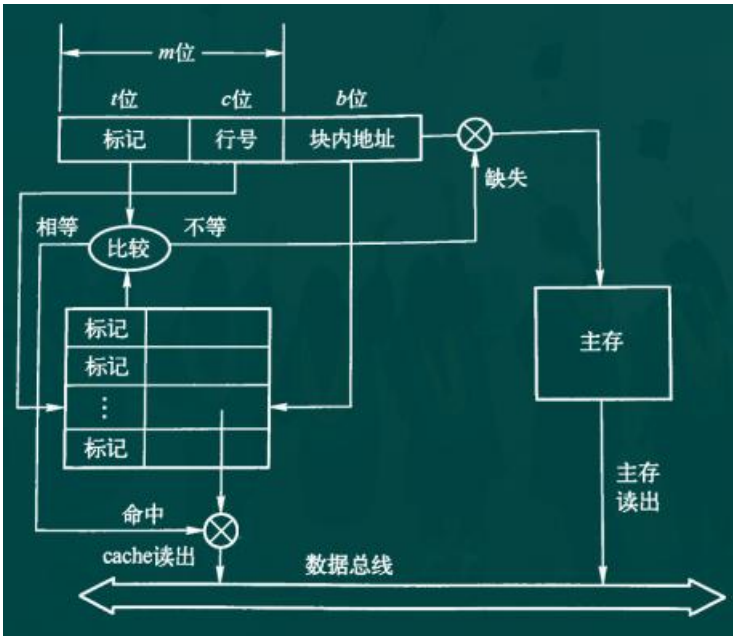 m位
t位
c位
b位
标记
行号
块内地址
缺失
相等
不等
比较
标记
标记
⋮
标记
主存
命中
cache读出
主存
读出
数据总线